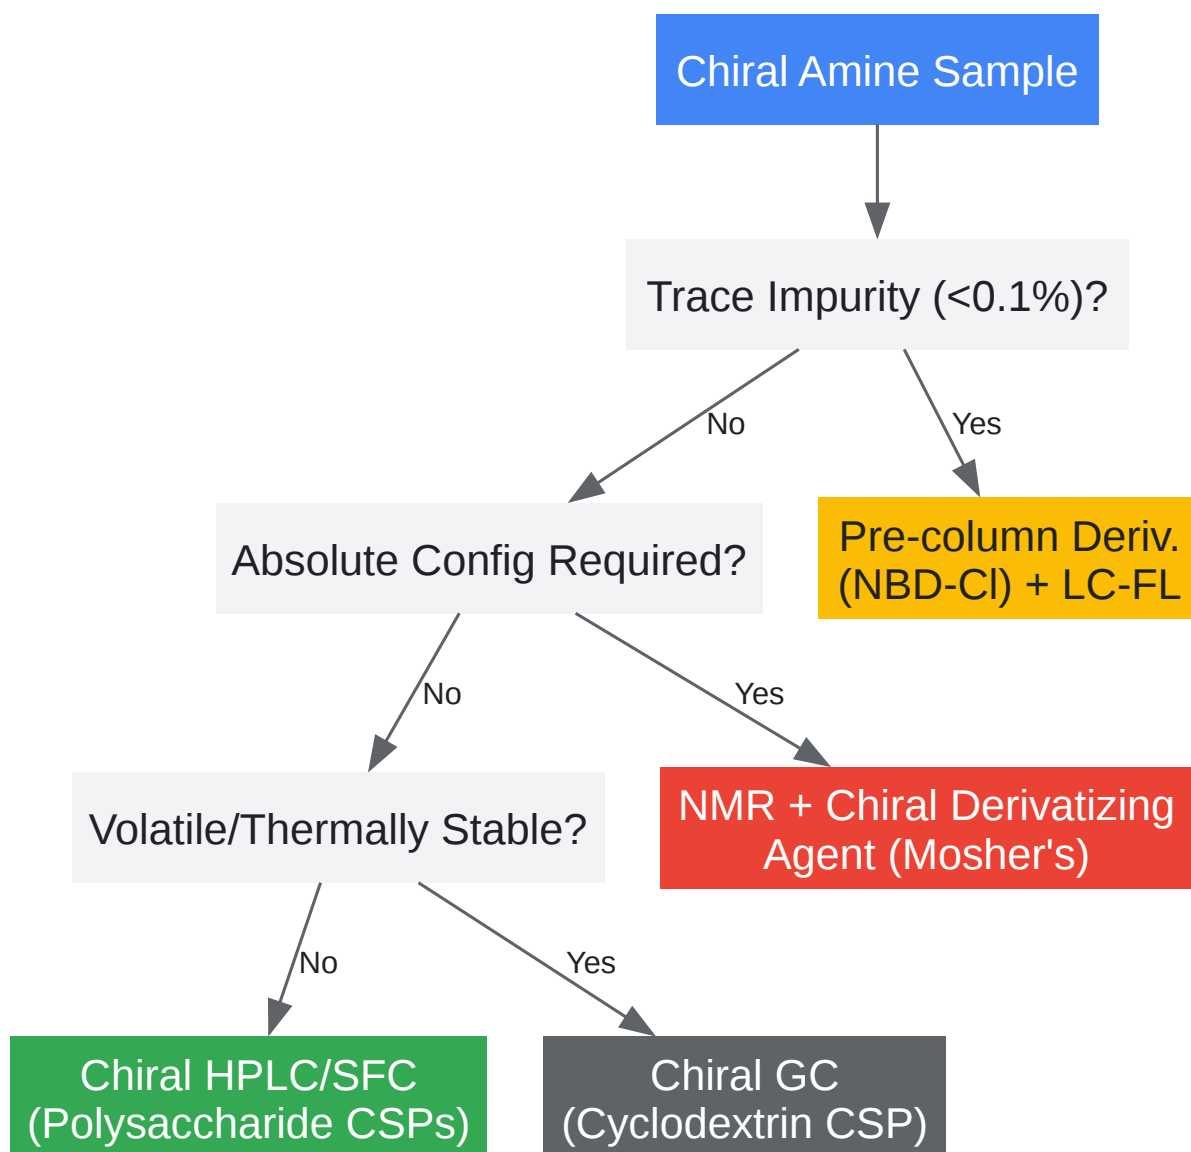 Chiral Amine Sample
Trace Impurity (<0.1%)?
No
Yes
Absolute Config Required?
Pre-column Deriv.
(NBD-Cl) + LC-FL
No
Yes
Volatile/Thermally Stable?
NMR + Chiral Derivatizing
Agent (Mosher's)
No
Yes
Chiral HPLC/SFC
(Polysaccharide CSPs)
Chiral GC
(Cyclodextrin CSP)